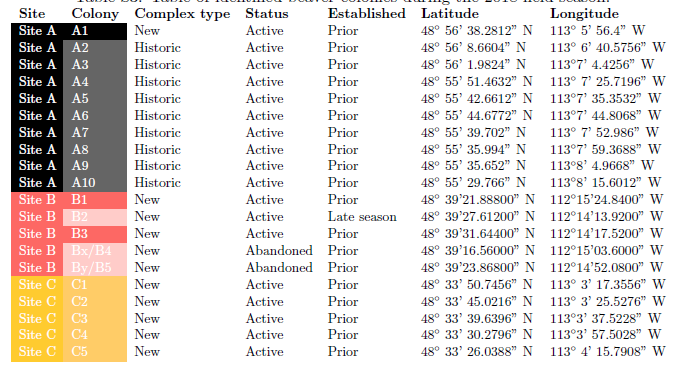 Table S3: Table of identified beaver colonies during the 2018 field season.
Site Colony Complex type Status Established Latitude Longitude
Site A A1 New Active Prior 48° 56' 38.2812” N 113° 5' 56.4” W
Site A A2 Historic Active Prior 48° 56' 8.6604” N 113° 6' 40.5756” W
Site A A3 Historic Active Prior 48° 56' 1.9824” N 113°7' 4.4256” W
Site A A4 Historic Active Prior 48° 55' 51.4632” N 113° 7' 25.7196” W
Site A A5 Historic Active Prior 48° 55' 42.6612” N 113°7' 35.3532” W
Site A A6 Historic Active Prior 48° 55' 44.6772” N 113°7' 44.8068” W
Site A A7 Historic Active Prior 48° 55' 39.702” N 113° 7' 52.986” W
Site A A8 Historic Active Prior 48° 55' 35.994” N 113°7' 59.3688” W
Site A A9 Historic Active Prior 48° 55' 35.652” N 113°8' 4.9668” W
Site A A10 Historic Active Prior 48° 55' 29.766” N 113°8' 15.6012” W
Site B B1 New Active Prior 48° 39'21.88800” N 112°15'24.8400” W
Site B B2 New Active Late season 48° 39'27.61200” N 112°14'13.9200” W
Site B B3 New Active Prior 48° 39'31.64400” N 112°14'17.5200” W
Site B Bx/B4 New Abandoned Prior 48° 39'16.56000” N 112°15'03.6000” W
Site B By/B5 New Abandoned Prior 48° 39'23.86800” N 112°14'52.0800” W
Site C C1 New Active Prior 48° 33' 50.7456” N 113° 3' 17.3556” W
Site C C2 New Active Prior 48° 33' 45.0216” N 113° 3' 25.5276” W
Site C C3 New Active Prior 48° 33' 39.6396” N 113°3' 37.5228” W
Site C C4 New Active Prior 48° 33' 30.2796” N 113°3' 57.5028” W
Site C C5 New Active Prior 48° 33' 26.0388” N 113° 4' 15.7908” W